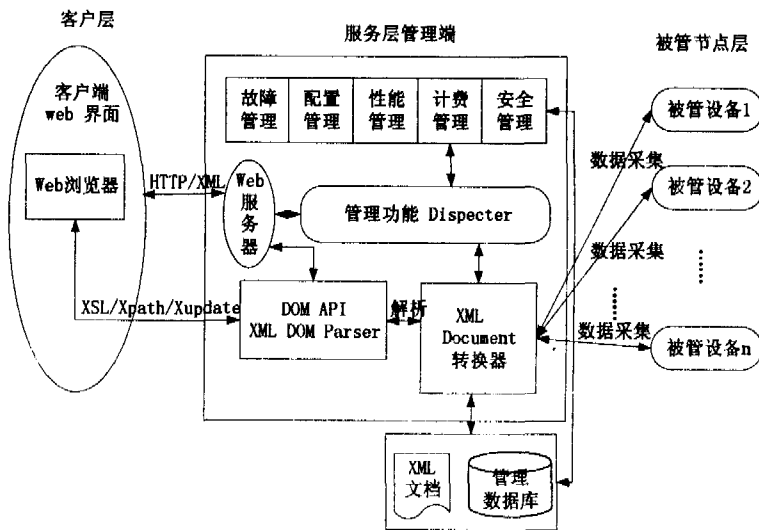 客户层
服务层管理端
被管节点层
客户端
web 界面
故障
管理
配置
管理
性能
管理
计费
管理
安全
管理
被管设备1
数据采集
Web浏览器
HTTP/XML
Web
服
务
器
管理功能 Dispecter
被管设备2
数据采集
XSL/Xpath/Xupdate
DOM API
XML DOM Parser
解析
XML
Document
转换器
数据采集
被管设备n
XML
文档
管理
数据库